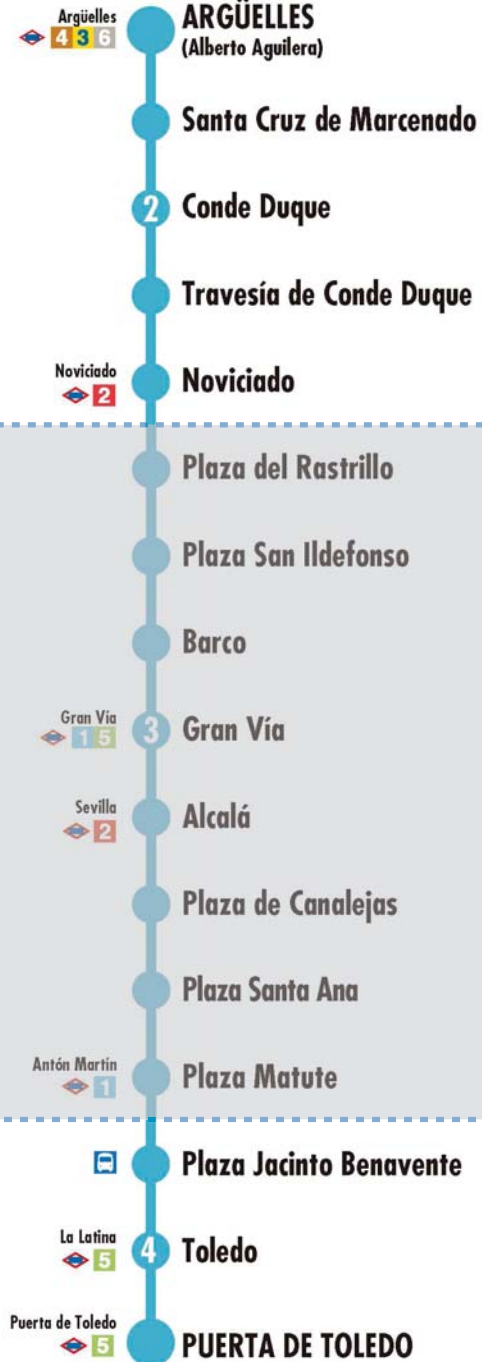 Argüelles
4 3 6
ARGÜELLES
(Alberto Aguilera)
Santa Cruz de Marcenado
2 Conde Duque
Travesía de Conde Duque
Noviciado
2
Noviciado
Plaza del Rastrillo
Plaza San Ildefonso
Barco
Gran Vía
1 5
3 Gran Vía
Sevilla
2
Alcalá
Plaza de Canalejas
Plaza Santa Ana
Antón Martín
1
Plaza Matute
Plaza Jacinto Benavente
La Latina
5
4 Toledo
Puerta de Toledo
5
PUERTA DE TOLEDO